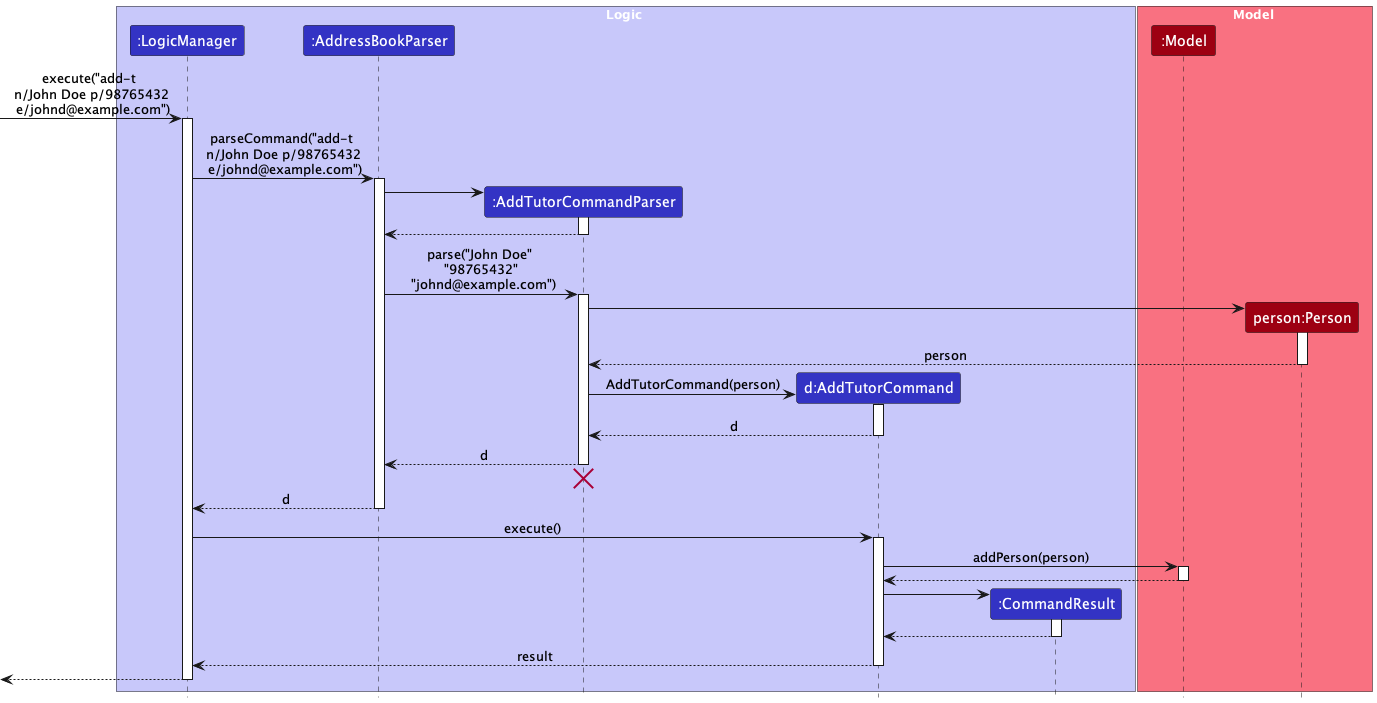 Logic
Model
:LogicManager
:AddressBookParser
:Model
execute("add-t
n/John Doe p/98765432
e/johnd@example.com")
parseCommand("add-t
n/John Doe p/98765432
e/johnd@example.com")
:AddTutorCommandParser
parse("John Doe"
"98765432"
"johnd@example.com")
person:Person
person
AddTutorCommand(person)
d:AddTutorCommand
d
d
d
execute()
addPerson(person)
:CommandResult
result